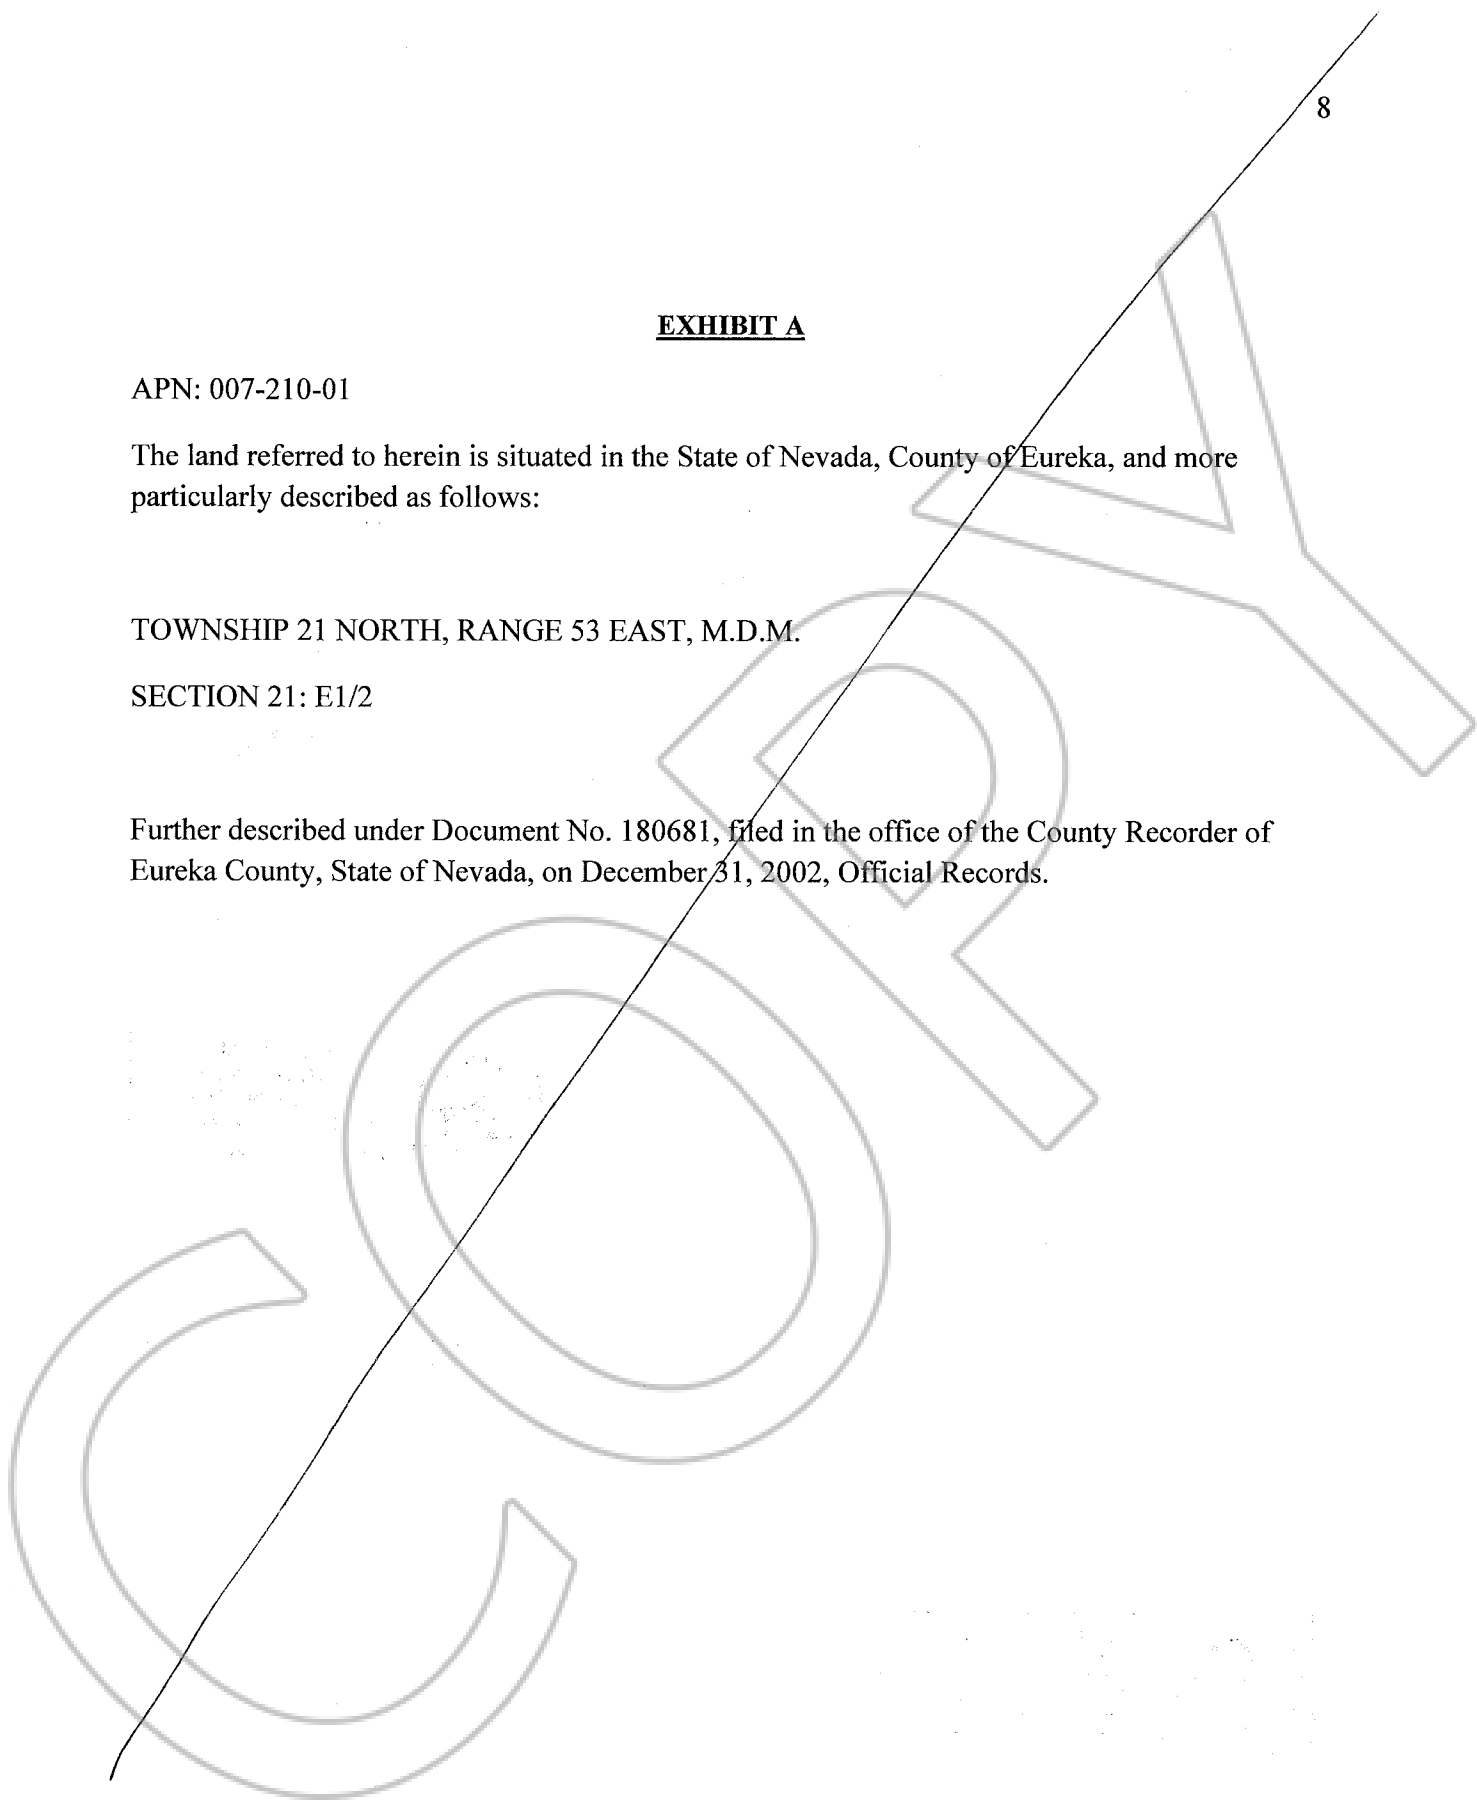 8
EXHIBIT A
APN: 007-210-01
The land referred to herein is situated in the State of Nevada, County of Eureka, and more
particularly described as follows:
TOWNSHIP 21 NORTH, RANGE 53 EAST, M.D.M.
SECTION 21: E1/2
Further described under Document No. 180681, filed in the office of the County Recorder of
Eureka County, State of Nevada, on December 31, 2002, Official Records.
COPY